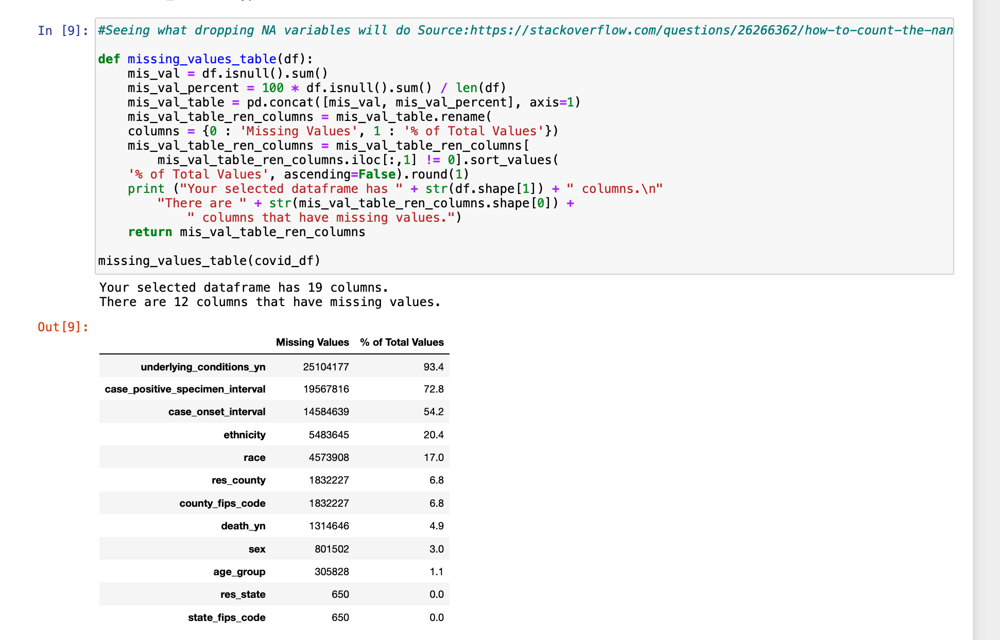 In [9]:
#Seeing what dropping NA variables will do Source:https://stackoverflow.com/questions/26266362/how-to-count-the-nan
def missing_values_table(df):
    mis_val = df.isnull().sum()
    mis_val_percent = 100 * df.isnull().sum() / len(df)
    mis_val_table = pd.concat([mis_val, mis_val_percent], axis=1)
    mis_val_table_ren_columns = mis_val_table.rename(
    columns = {0 : 'Missing Values', 1 : '% of Total Values'})
    mis_val_table_ren_columns = mis_val_table_ren_columns[
        mis_val_table_ren_columns.iloc[:,1] != 0].sort_values(
    '% of Total Values', ascending=False).round(1)
    print ("Your selected dataframe has " + str(df.shape[1]) + " columns.\n"
        "There are " + str(mis_val_table_ren_columns.shape[0]) +
            " columns that have missing values.")
    return mis_val_table_ren_columns
missing_values_table(covid_df)
Your selected dataframe has 19 columns.
There are 12 columns that have missing values.
Out[9]:
Missing Values % of Total Values
underlying_conditions_yn 25104177 93.4
case_positive_specimen_interval 19567816 72.8
case_onset_interval 14584639 54.2
ethnicity 5483645 20.4
race 4573908 17.0
res_county 1832227 6.8
county_fips_code 1832227 6.8
death_yn 1314646 4.9
sex 801502 3.0
age_group 305828 1.1
res_state 650 0.0
state_fips_code 650 0.0